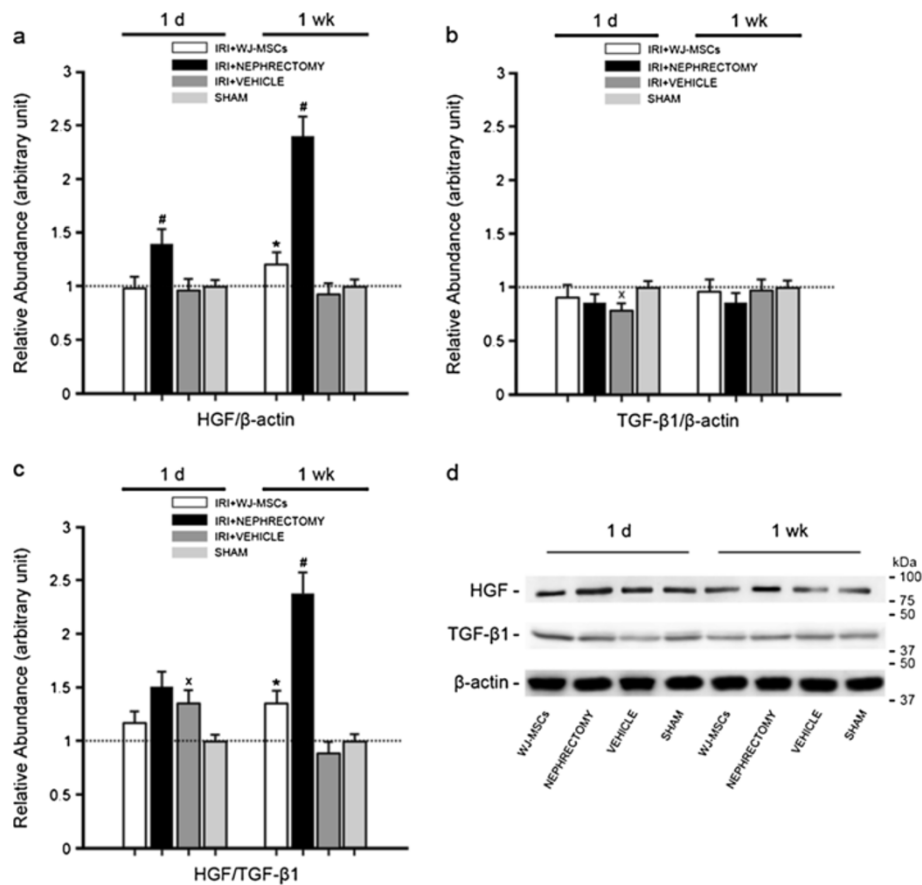 a
1 d
1 wk
IRI+WJ-MSCs
IRI+NEPHRECTOMY
IRI+VEHICLE
SHAM
Relative Abundance (arbitrary unit)
3
2.5
2
1.5
1
0.5
0
#
#
*
HGF/β-actin
b
1 d
1 wk
IRI+WJ-MSCs
IRI+NEPHRECTOMY
IRI+VEHICLE
SHAM
Relative Abundance (arbitrary unit)
3
2.5
2
1.5
1
0.5
0
x
TGF-β1/β-actin
c
1 d
1 wk
IRI+WJ-MSCs
IRI+NEPHRECTOMY
IRI+VEHICLE
SHAM
Relative Abundance (arbitrary unit)
3
2.5
2
1.5
1
0.5
0
x
*
#
HGF/TGF-β1
d
1 d
1 wk
kDa
HGF -
- 100
- 75
- 50
TGF-β1 -
- 37
- 50
β-actin -
- 37
WJ-MSCs
NEPHRECTOMY
VEHICLE
SHAM
WJ-MSCs
NEPHRECTOMY
VEHICLE
SHAM